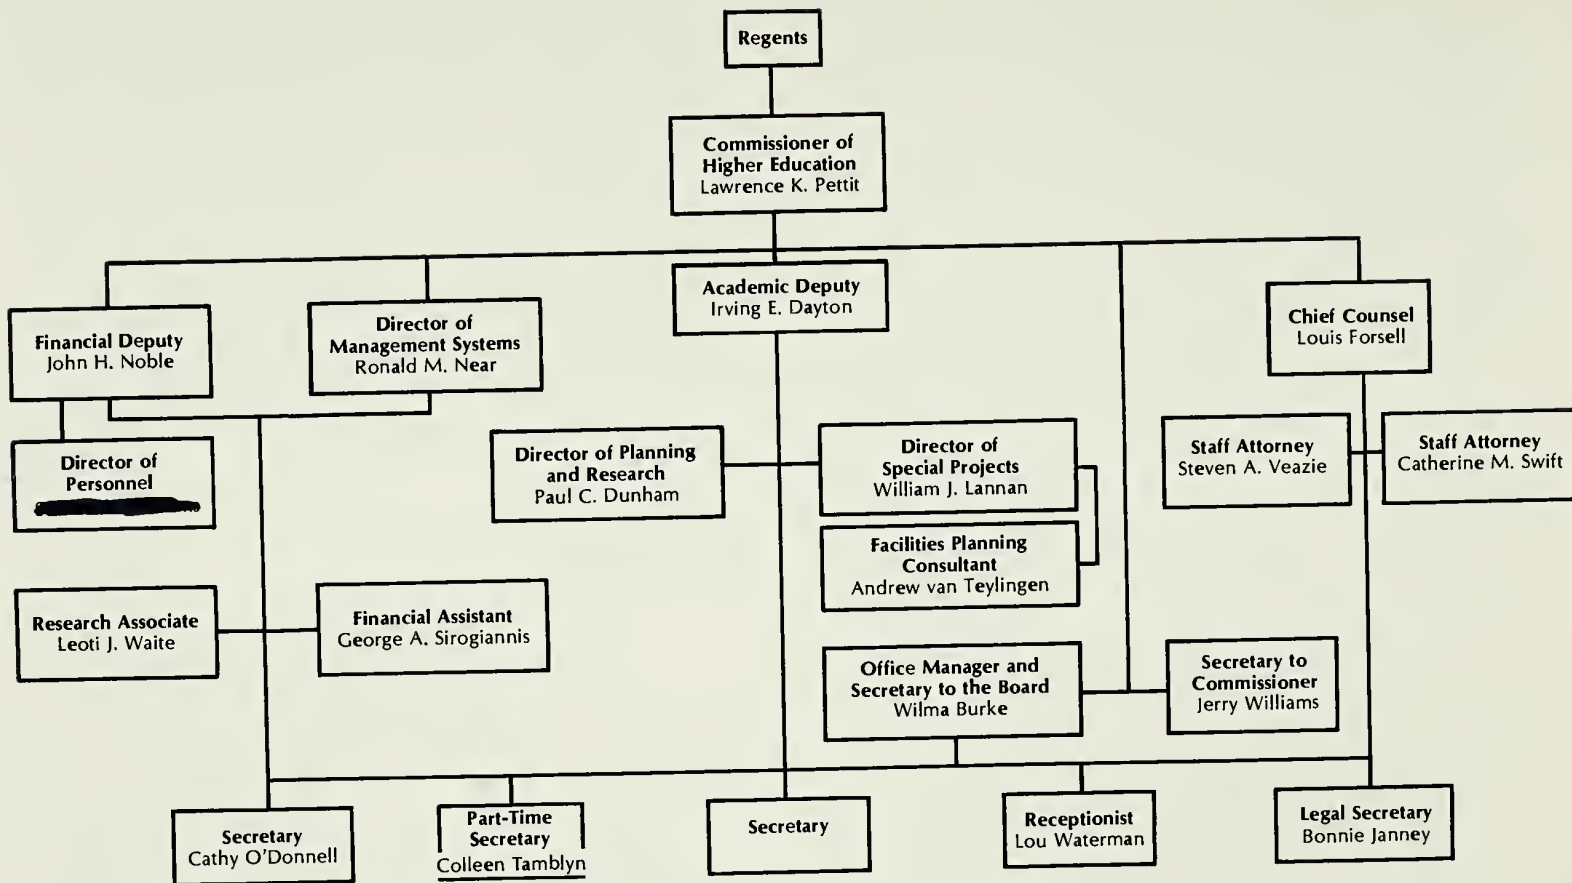 Regents
Commissioner of
Higher Education
Lawrence K. Pettit
Financial Deputy
John H. Noble
Director of
Management Systems
Ronald M. Near
Academic Deputy
Irving E. Dayton
Chief Counsel
Louis Forsell
Director of
Personnel
Director of Planning
and Research
Paul C. Dunham
Director of
Special Projects
William J. Lannan
Staff Attorney
Steven A. Veazie
Staff Attorney
Catherine M. Swift
Facilities Planning
Consultant
Andrew van Teylingen
Research Associate
Leoti J. Waite
Financial Assistant
George A. Sirogiannis
Office Manager and
Secretary to the Board
Wilma Burke
Secretary to
Commissioner
Jerry Williams
Secretary
Cathy O'Donnell
Part-Time
Secretary
Colleen Tamblyn
Secretary
Receptionist
Lou Waterman
Legal Secretary
Bonnie Janney